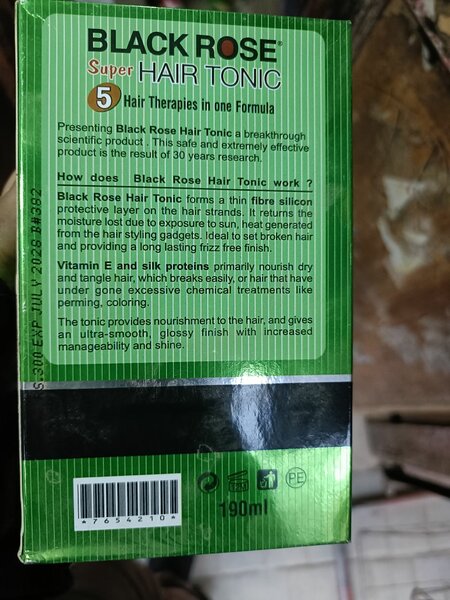 BLACK ROSE®
Super HAIR TONIC
5 Hair Therapies in one Formula
Presenting Black Rose Hair Tonic a breakthrough
scientific product . This safe and extremely effective
product is the result of 30 years research.
How does Black Rose Hair Tonic work ?
Black Rose Hair Tonic forms a thin fibre silicon
protective layer on the hair strands. It returns the
moisture lost due to exposure to sun, heat generated
from the hair styling gadgets. Ideal to set broken hair
and providing a long lasting frizz free finish.
Vitamin E and silk proteins primarily nourish dry
and tangle hair, which breaks easily, or hair that have
under gone excessive chemical treatments like
perming, coloring.
The tonic provides nourishment to the hair, and gives
an ultra-smooth, glossy finish with increased
manageability and shine.
S:300 EXP JULY 2028 B#382
*7654210*
PE
190ml